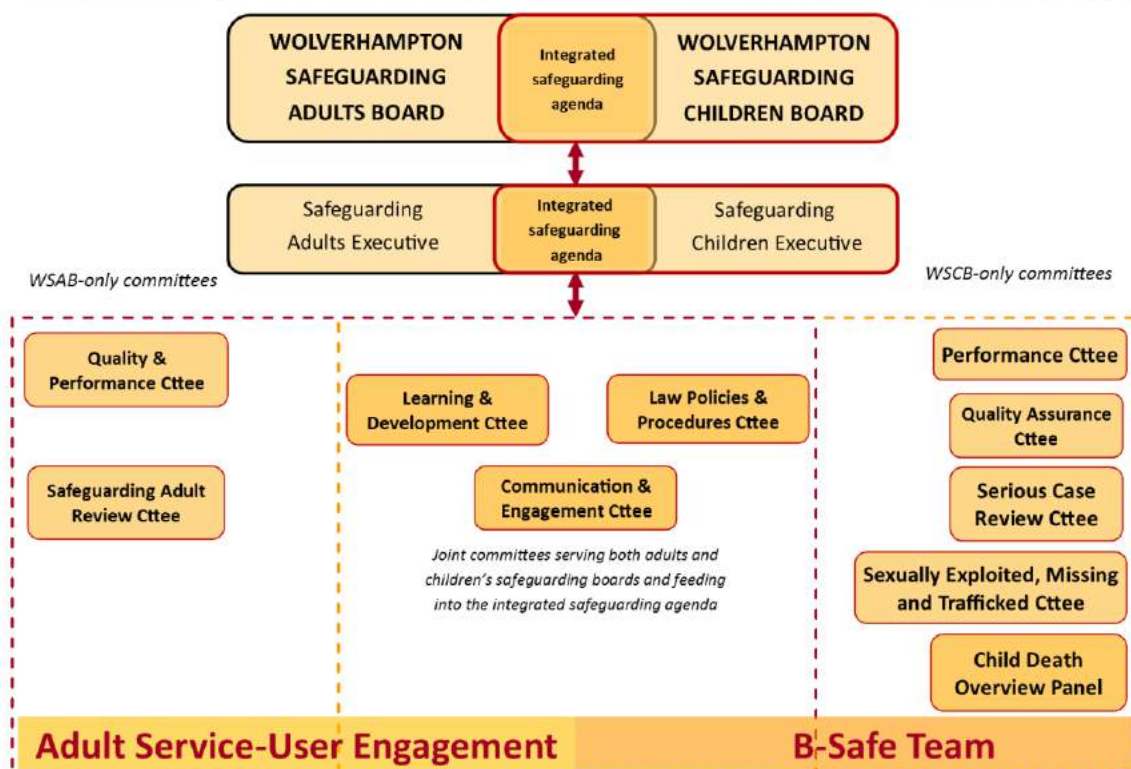 WOLVERHAMPTON
SAFEGUARDING
ADULTS BOARD
Integrated
safeguarding
agenda
WOLVERHAMPTON
SAFEGUARDING
CHILDREN BOARD
Safeguarding
Adults Executive
Integrated
safeguarding
agenda
Safeguarding
Children Executive
WSAB-only committees
WSCB-only committees
Quality &
Performance Cttee
Safeguarding Adult
Review Cttee
Learning &
Development Cttee
Law Policies &
Procedures Cttee
Communication &
Engagement Cttee
Joint committees serving both adults and
children's safeguarding boards and feeding
into the integrated safeguarding agenda
Performance Cttee
Quality Assurance
Cttee
Serious Case
Review Cttee
Sexually Exploited, Missing
and Trafficked Cttee
Child Death
Overview Panel
Adult Service-User Engagement
B-Safe Team